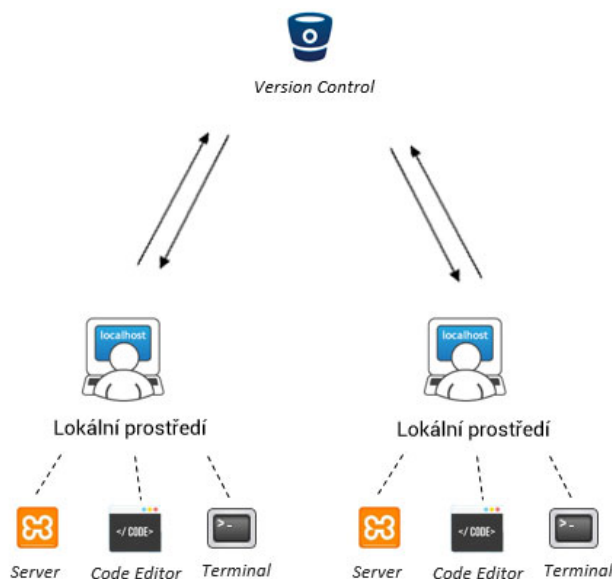 Version Control
localhost
localhost
Lokální prostředí
Lokální prostředí
</ CODE>
>-
</ CODE>
>-
Server
Code Editor
Terminal
Server
Code Editor
Terminal